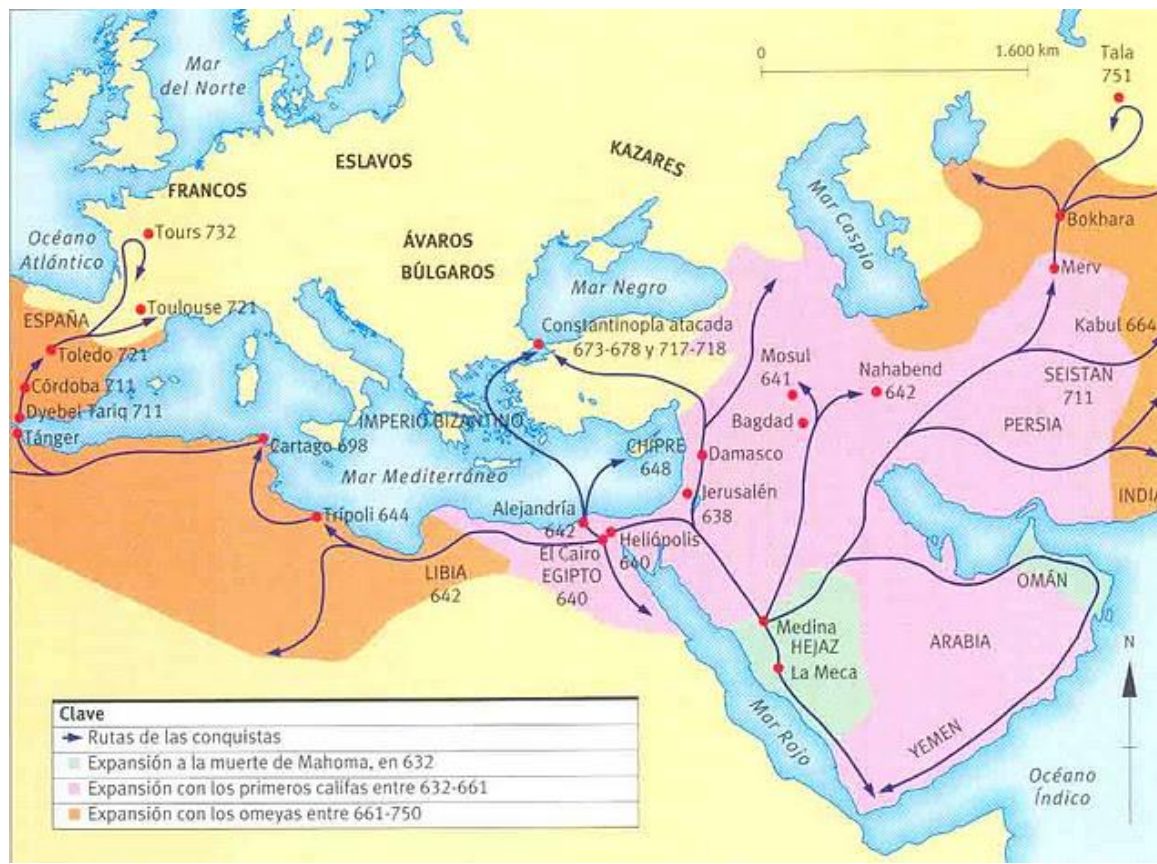 Mar
del Norte
0
1.600 km
Tala
751
ESLAVOS
KAZARES
FRANCOS
Mar Caspio
Océano
Atlántico
Tours 732
ÁVAROS
BÚLGAROS
Bokhara
Merv
Mar Negro
Toulouse 721
ESPAÑA
Constantinopla atacada
673-678 y 717-718
Kabul 664
Toledo 721
Mosul
641
Nahabend
642
SEISTAN
711
Córdoba 711
Dyebel Tariq 711
IMPERIO BIZANTINO
Bagdad
PERSIA
Tánger
Cartago 698
CHIPRE
648
Damasco
Mar Mediterráneo
Jerusalén
638
INDIA
Trípoli 644
Alejandría
642
Heliópolis
640
El Cairo
EGIPTO
640
LIBIA
642
OMÁN
Medina
HEJAZ
ARABIA
N
La Meca
Mar Rojo
YEMEN
Océano
Índico
Clave
Rutas de las conquistas
Expansión a la muerte de Mahoma, en 632
Expansión con los primeros califas entre 632-661
Expansión con los omeyas entre 661-750